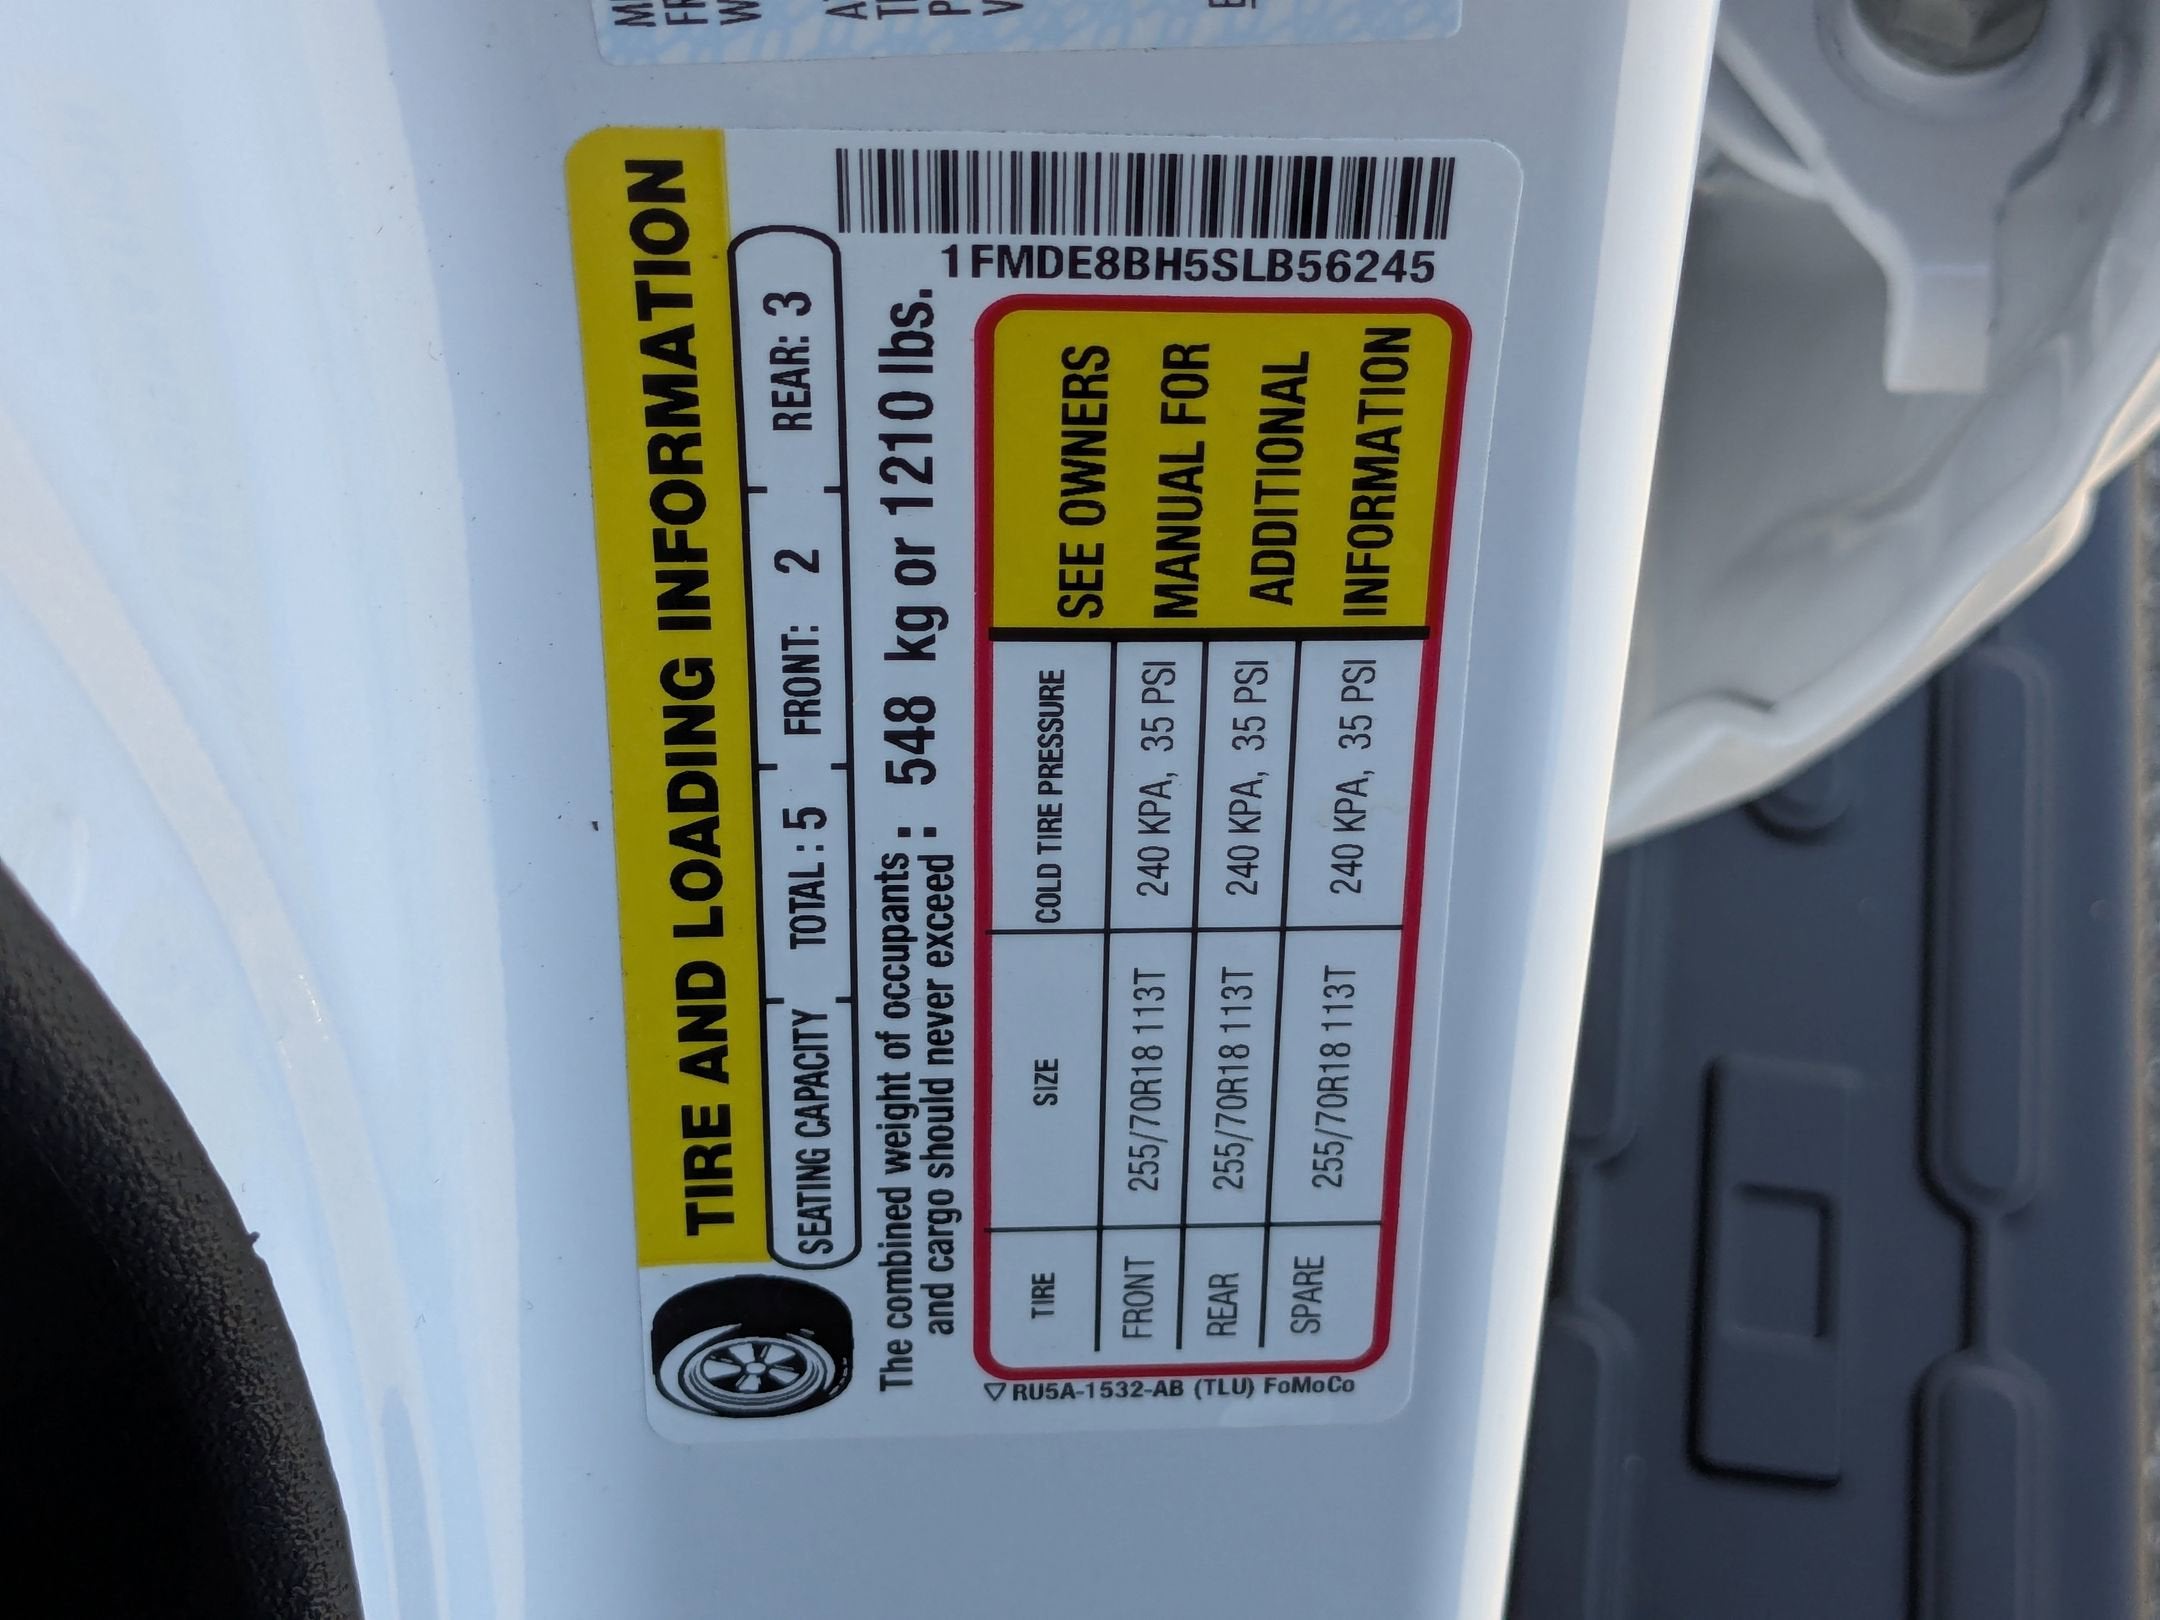 TIRE AND LOADING INFORMATION
SEATING CAPACITY TOTAL : 5 FRONT: 2 REAR: 3
The combined weight of occupants
and cargo should never exceed : 548 kg or 1210 lbs.
1FMDE8BH5SLB56245
TIRE SIZE COLD TIRE PRESSURE
FRONT 255/70R18 113T 240 KPA, 35 PSI
REAR 255/70R18 113T 240 KPA, 35 PSI
SPARE 255/70R18 113T 240 KPA, 35 PSI
SEE OWNERS
MANUAL FOR
ADDITIONAL
INFORMATION
RU5A-1532-AB (TLU) FoMoCo